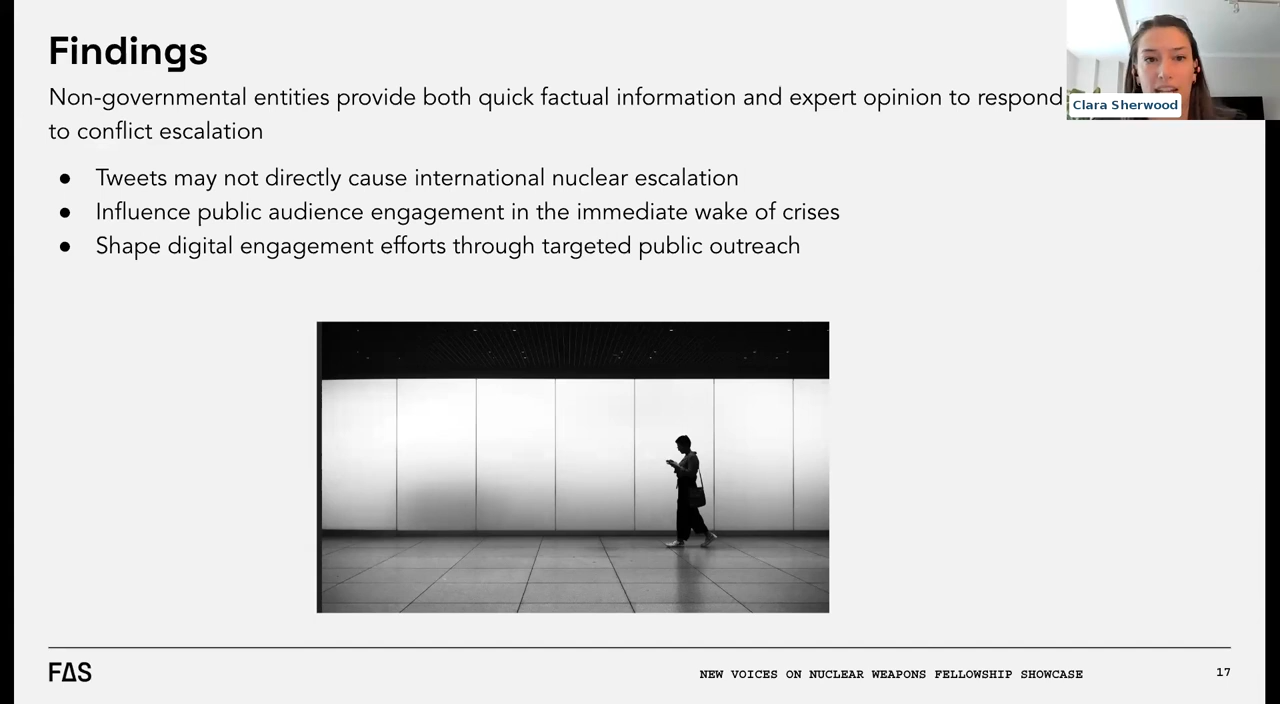 Findings
Non-governmental entities provide both quick factual information and expert opinion to respond
to conflict escalation
● Tweets may not directly cause international nuclear escalation
● Influence public audience engagement in the immediate wake of crises
● Shape digital engagement efforts through targeted public outreach
Clara Sherwood
FAS
NEW VOICES ON NUCLEAR WEAPONS FELLOWSHIP SHOWCASE
17